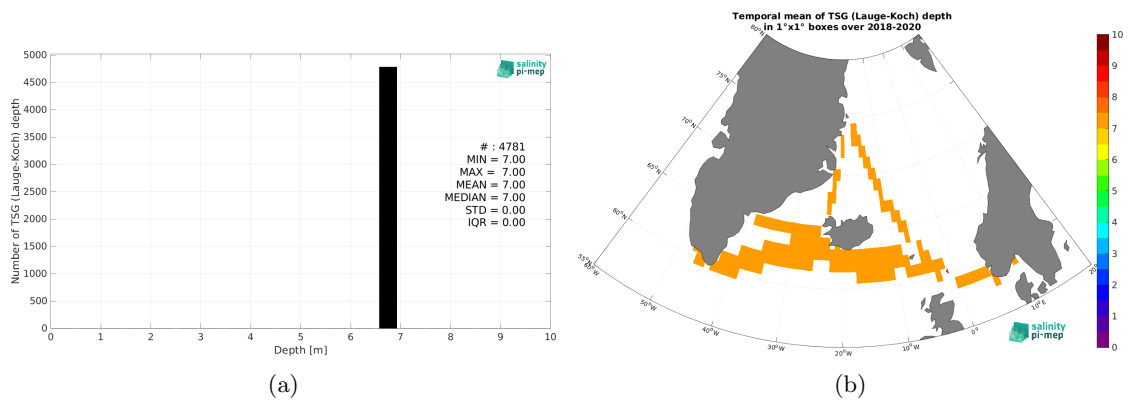 Number of TSG (Lauge-Koch) depth
5000
4500
4000
3500
3000
2500
2000
1500
1000
500
0
0 1 2 3 4 5 6 7 8 9 10
Depth [m]
salinity
pi-mep
# : 4781
MIN = 7.00
MAX = 7.00
MEAN = 7.00
MEDIAN = 7.00
STD = 0.00
IQR = 0.00
(a)
Temporal mean of TSG (Lauge-Koch) depth
in 1°x1° boxes over 2018-2020
80°N
75°N
70°N
65°N
60°N
55°N
60°W
50°W
40°W
30°W
20°W
10°W
0°
10°E
salinity
pi-mep
10
9
8
7
6
5
4
3
2
1
0
(b)